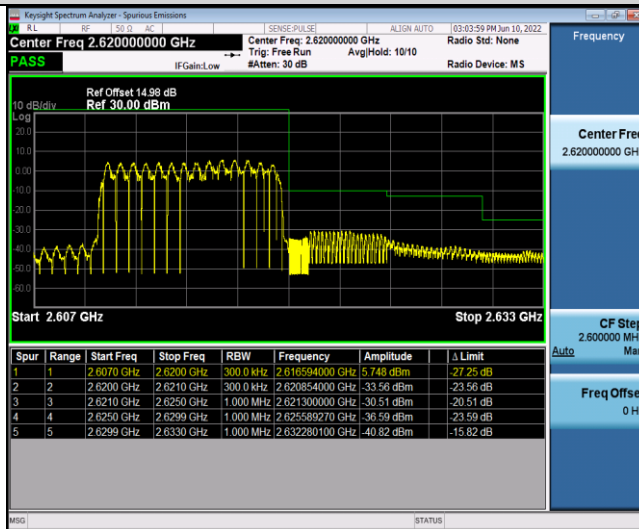 Keysight Spectrum Analyzer - Spurious Emissions
RL RF 50 Ω AC SENSE:PULSE ALIGN AUTO 03:03:59 PM Jun 10, 2022
Center Freq 2.620000000 GHz Center Freq: 2.620000000 GHz Radio Std: None Frequency
Trig: Free Run Avg|Hold: 10/10
PASS IFGain:Low #Atten: 30 dB Radio Device: MS
Ref Offset 14.98 dB
10 dB/div Ref 30.00 dBm
Log
20.0
10.0
0.00
-10.0
-20.0
-30.0
-40.0
-50.0
-60.0
Start 2.607 GHz Stop 2.633 GHz
Center Fre
2.620000000 GH
CF Step
2.600000 MH
Auto Ma
Freq Offse
0 H
Spur Range Start Freq Stop Freq RBW Frequency Amplitude Δ Limit
1 1 2.6070 GHz 2.6200 GHz 300.0 kHz 2.616594000 GHz 5.748 dBm -27.25 dB
2 2 2.6200 GHz 2.6210 GHz 300.0 kHz 2.620854000 GHz -33.56 dBm -23.56 dB
3 3 2.6210 GHz 2.6250 GHz 1.000 MHz 2.621300000 GHz -30.51 dBm -20.51 dB
4 4 2.6250 GHz 2.6299 GHz 1.000 MHz 2.625589270 GHz -36.59 dBm -23.59 dB
5 5 2.6299 GHz 2.6330 GHz 1.000 MHz 2.632280100 GHz -40.82 dBm -15.82 dB
MSG STATUS